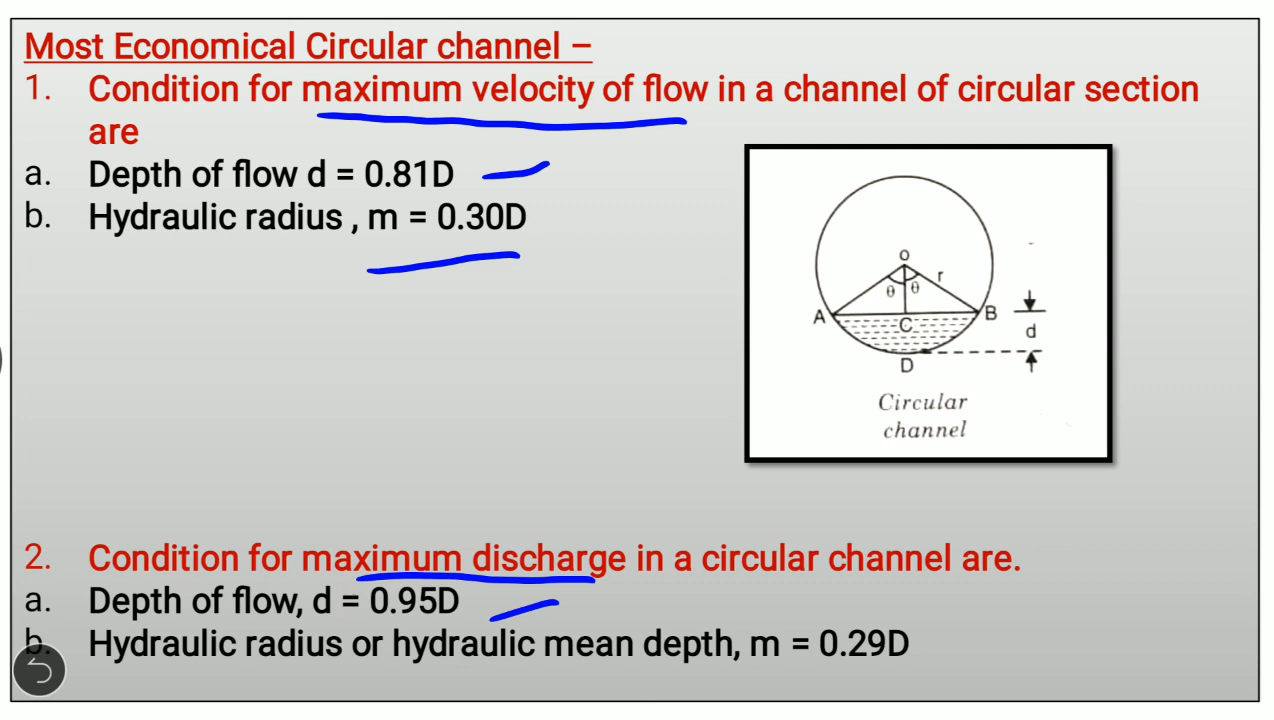 Most Economical Circular channel –
1. Condition for maximum velocity of flow in a channel of circular section
are
a. Depth of flow d = 0.81D
b. Hydraulic radius , m = 0.30D
O
θ θ r
A C B
d
D
Circular
channel
2. Condition for maximum discharge in a circular channel are.
a. Depth of flow, d = 0.95D
b. Hydraulic radius or hydraulic mean depth, m = 0.29D